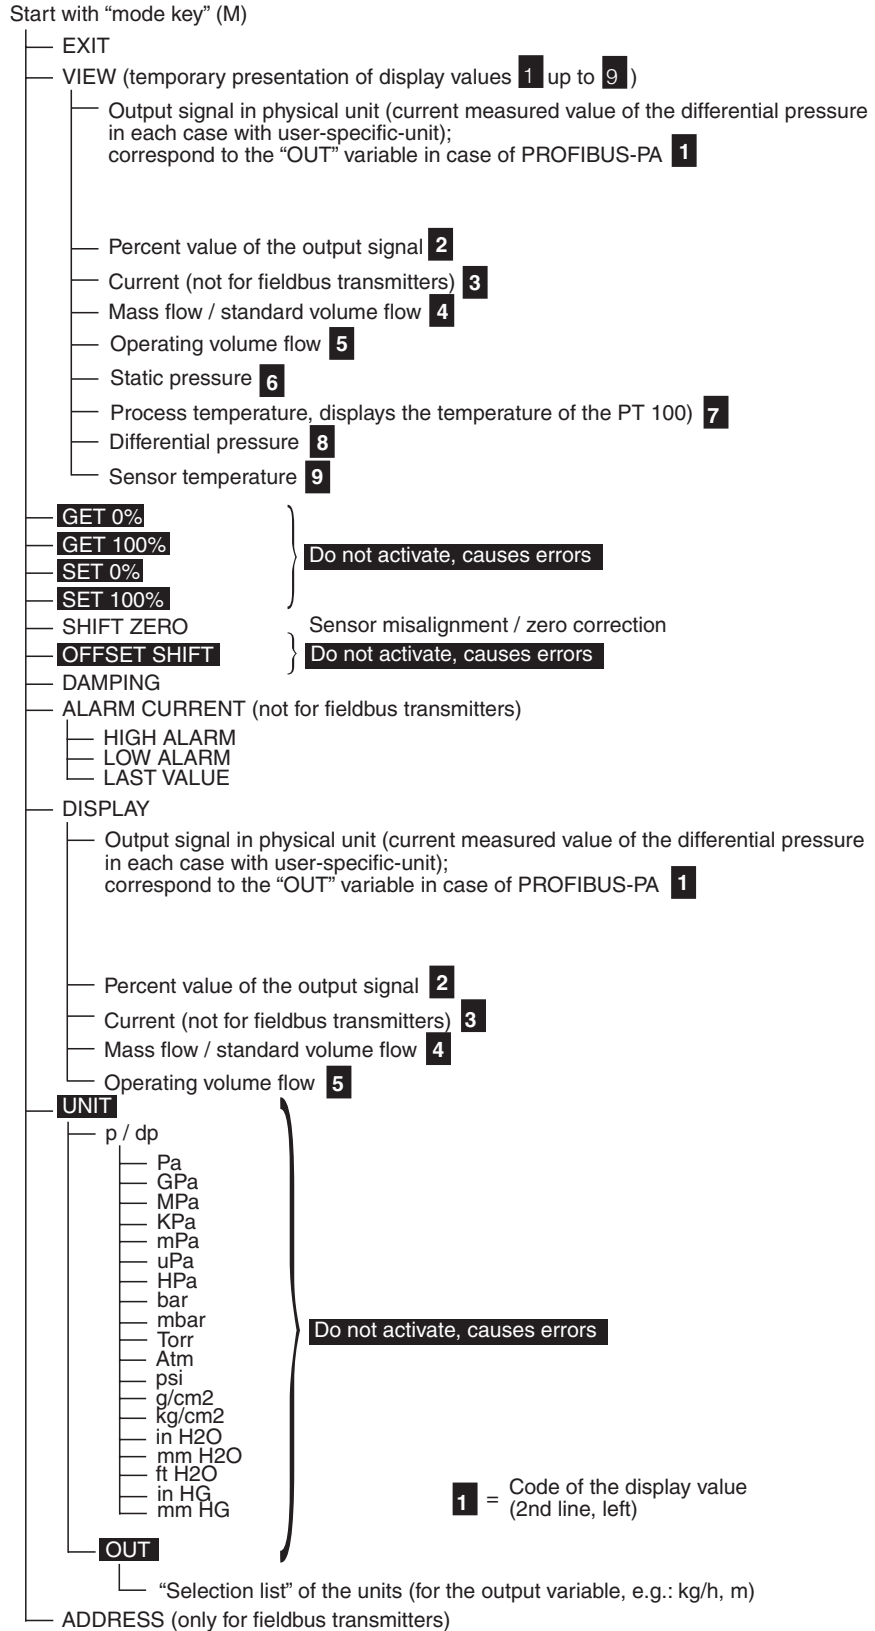 Start with “mode key” (M)
EXIT
VIEW (temporary presentation of display values 1 up to 9 )
Output signal in physical unit (current measured value of the differential pressure
in each case with user-specific-unit);
correspond to the “OUT” variable in case of PROFIBUS-PA 1
Percent value of the output signal 2
Current (not for fieldbus transmitters) 3
Mass flow / standard volume flow 4
Operating volume flow 5
Static pressure 6
Process temperature, displays the temperature of the PT 100) 7
Differential pressure 8
Sensor temperature 9
GET 0%
GET 100%
Do not activate, causes errors
SET 0%
SET 100%
SHIFT ZERO Sensor misalignment / zero correction
OFFSET SHIFT Do not activate, causes errors
DAMPING
ALARM CURRENT (not for fieldbus transmitters)
HIGH ALARM
LOW ALARM
LAST VALUE
DISPLAY
Output signal in physical unit (current measured value of the differential pressure
in each case with user-specific-unit);
correspond to the “OUT” variable in case of PROFIBUS-PA 1
Percent value of the output signal 2
Current (not for fieldbus transmitters) 3
Mass flow / standard volume flow 4
Operating volume flow 5
UNIT
p / dp
Pa
GPa
MPa
KPa
mPa
uPa
HPa
bar
mbar
Torr
Do not activate, causes errors
Atm
psi
g/cm2
kg/cm2
in H2O
mm H2O
ft H2O
in HG
mm HG
1 = Code of the display value
(2nd line, left)
OUT
“Selection list” of the units (for the output variable, e.g.: kg/h, m)
ADDRESS (only for fieldbus transmitters)